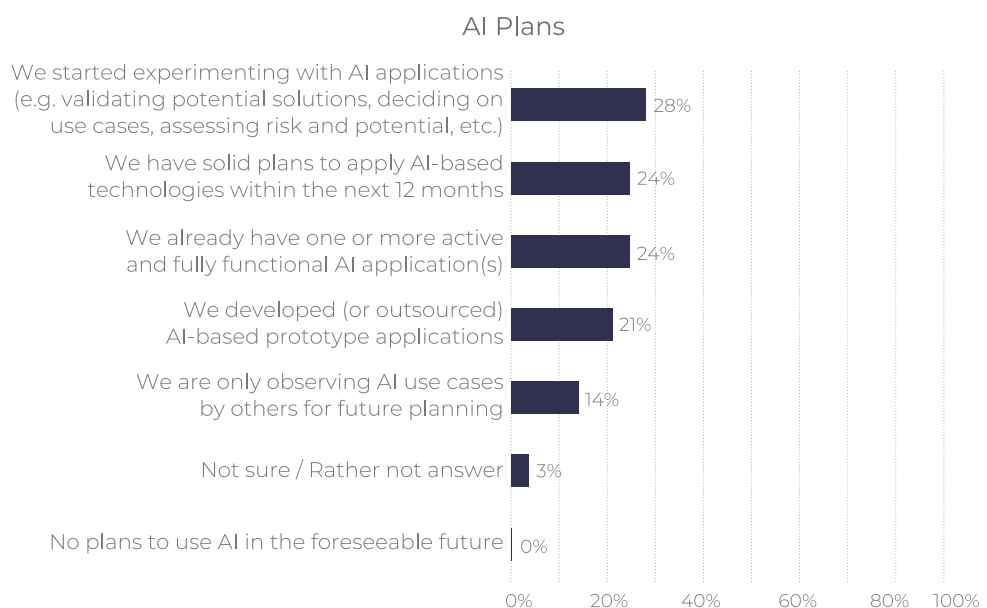 AI Plans
We started experimenting with AI applications
(e.g. validating potential solutions, deciding on
use cases, assessing risk and potential, etc.)
28%
We have solid plans to apply AI-based
technologies within the next 12 months
24%
We already have one or more active
and fully functional AI application(s)
24%
We developed (or outsourced)
AI-based prototype applications
21%
We are only observing AI use cases
by others for future planning
14%
Not sure / Rather not answer
3%
No plans to use AI in the foreseeable future
0%
0% 20% 40% 60% 80% 100%